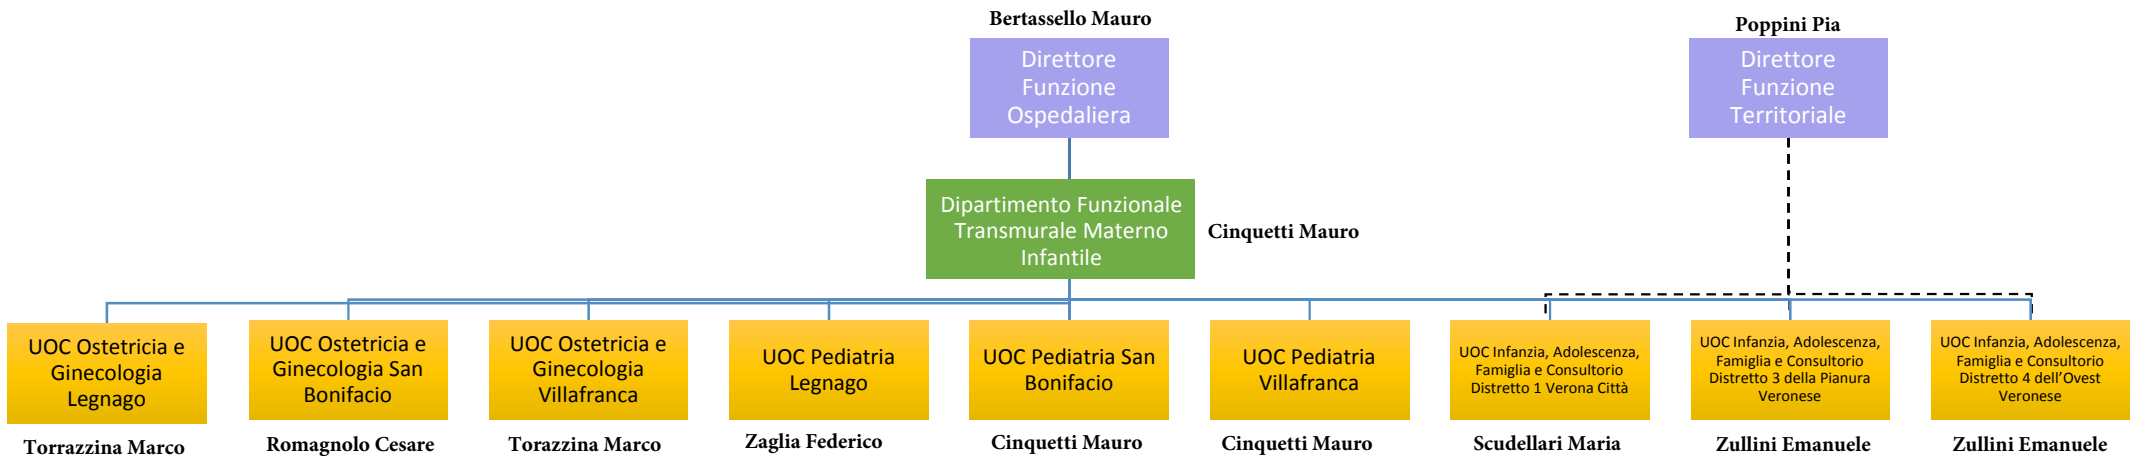 Bertassello Mauro
Direttore
Funzione
Ospedaliera
Poppini Pia
Direttore
Funzione
Territoriale
Dipartimento Funzionale
Transmurale Materno
Infantile
Cinquetti Mauro
UOC Ostetricia e
Ginecologia
Legnago
Torrazzina Marco
UOC Ostetricia e
Ginecologia San
Bonifacio
Romagnolo Cesare
UOC Ostetricia e
Ginecologia
Villafranca
Torazzina Marco
UOC Pediatria
Legnago
Zaglia Federico
UOC Pediatria San
Bonifacio
Cinquetti Mauro
UOC Pediatria
Villafranca
Cinquetti Mauro
UOC Infanzia, Adolescenza,
Famiglia e Consultorio
Distretto 1 Verona Città
Scudellari Maria
UOC Infanzia, Adolescenza,
Famiglia e Consultorio
Distretto 3 della Pianura
Veronese
Zullini Emanuele
UOC Infanzia, Adolescenza,
Famiglia e Consultorio
Distretto 4 dell’Ovest
Veronese
Zullini Emanuele